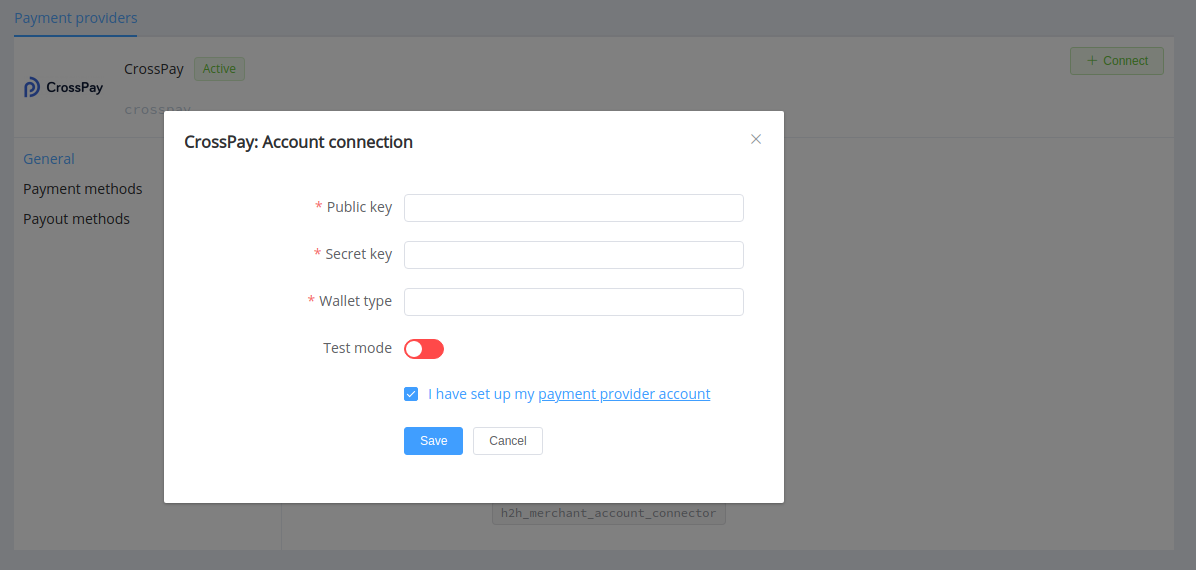 Payment providers
CrossPay
CrossPay Active
+ Connect
crosspay
General
Payment methods
Payout methods
CrossPay: Account connection
* Public key
* Secret key
* Wallet type
Test mode
I have set up my payment provider account
Save Cancel
h2h_merchant_account_connector